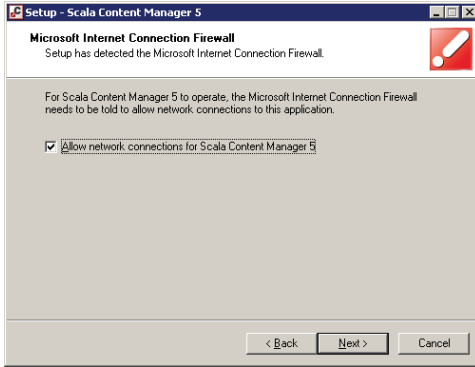 Setup - Scala Content Manager 5
Microsoft Internet Connection Firewall
Setup has detected the Microsoft Internet Connection Firewall.
For Scala Content Manager 5 to operate, the Microsoft Internet Connection Firewall
needs to be told to allow network connections to this application.
Allow network connections for Scala Content Manager 5
< Back
Next >
Cancel